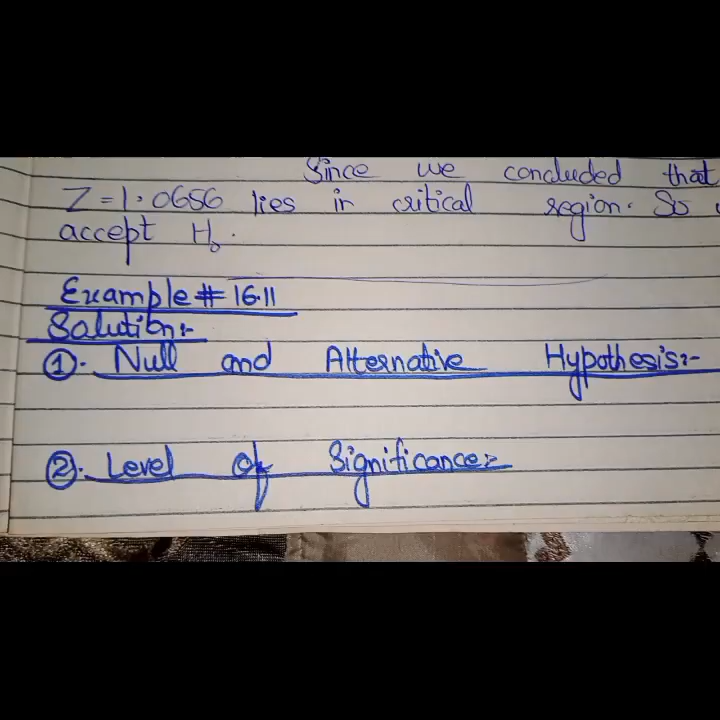 Since we concluded that
Z = 1.0656 lies in critical region. So
accept H₀.
Example # 16.11
Solution:-
①. Null and Alternative Hypothesis:-
②. Level of Significance: